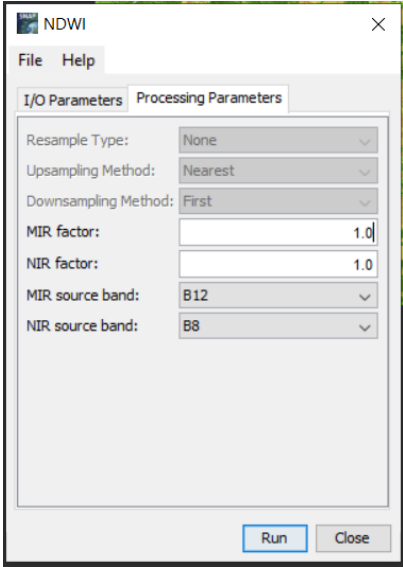 SNAP
NDWI
File Help
I/O Parameters Processing Parameters
Resample Type: None
Upsampling Method: Nearest
Downsampling Method: First
MIR factor: 1.0
NIR factor: 1.0
MIR source band: B12
NIR source band: B8
Run Close